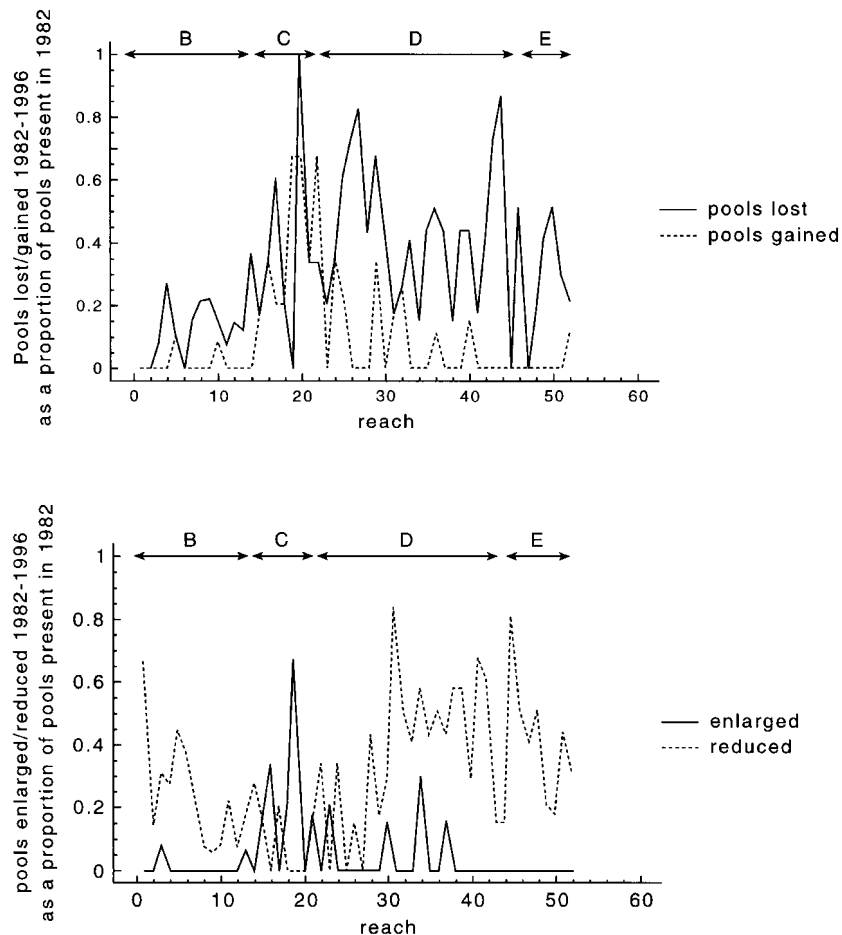 B C D E
Pools lost/gained 1982-1996
as a proportion of pools present in 1982
1
0.8
0.6
0.4
0.2
0
0 10 20 30 40 50 60
reach
pools lost
pools gained
B C D E
pools enlarged/reduced 1982-1996
as a proportion of pools present in 1982
1
0.8
0.6
0.4
0.2
0
0 10 20 30 40 50 60
reach
enlarged
reduced